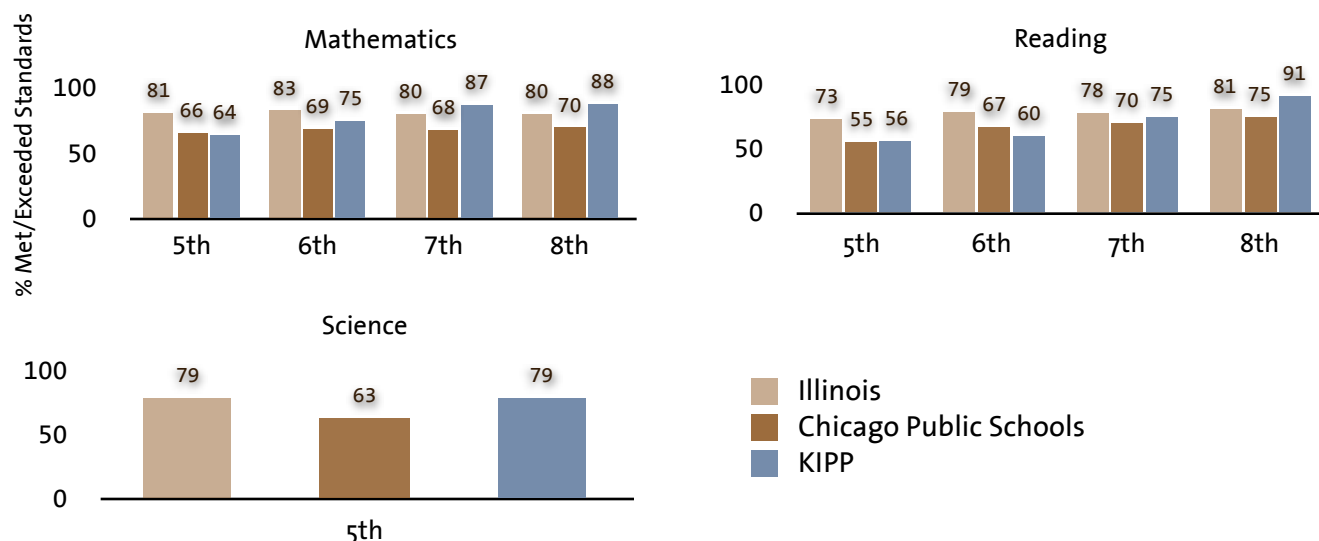 Mathematics
% Met/Exceeded Standards
100
50
0
81 66 64 83 69 75 80 68 87 80 70 88
5th 6th 7th 8th
Reading
100
50
0
73 55 56 79 67 60 78 70 75 81 75 91
5th 6th 7th 8th
Science
100
50
0
79 63 79
5th
Illinois
Chicago Public Schools
KIPP